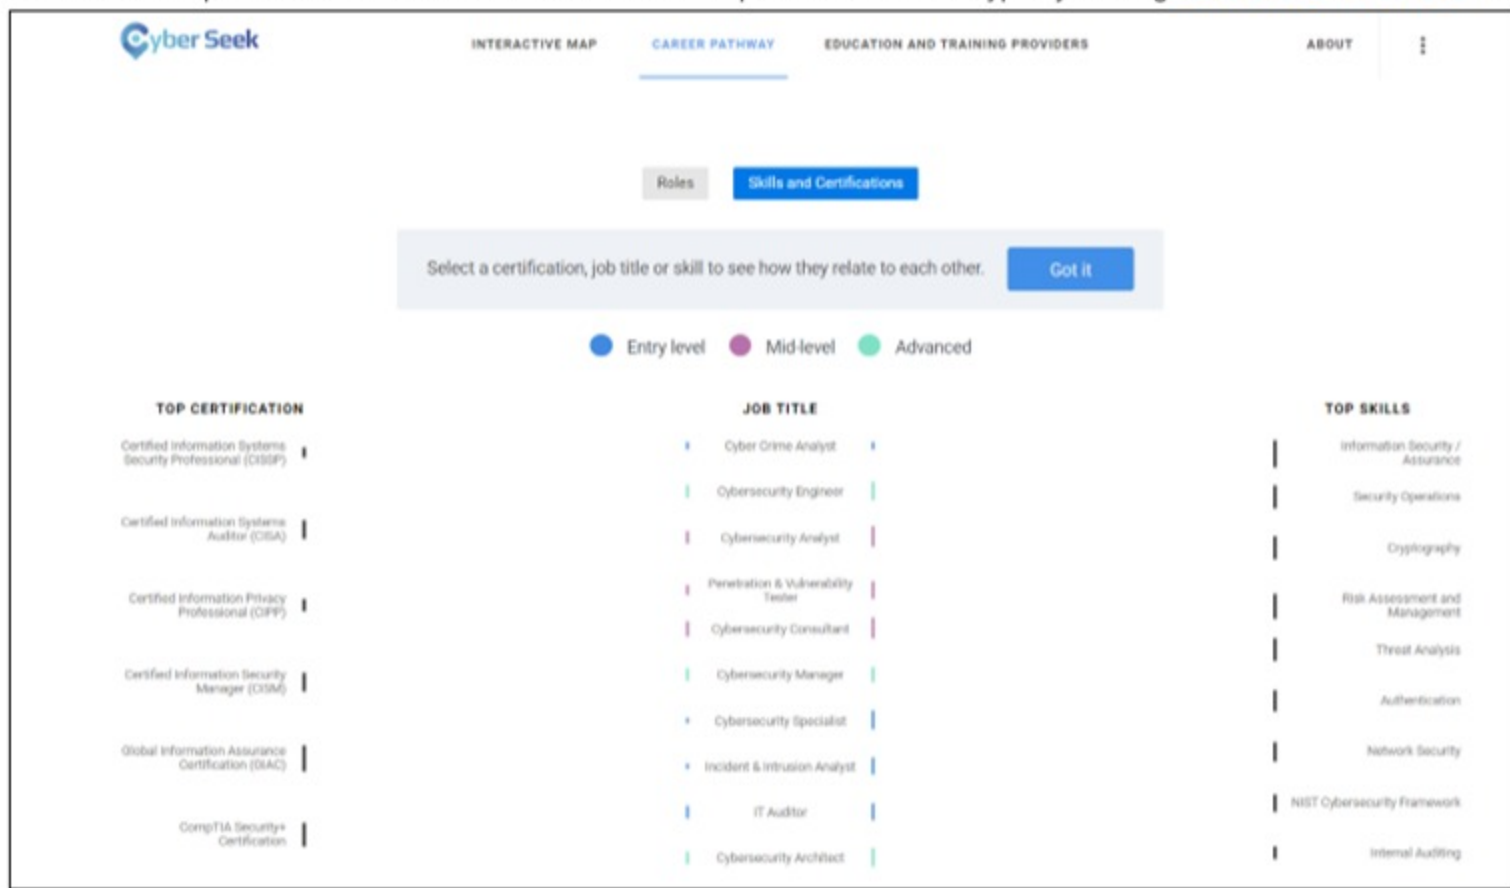 Cyber Seek
INTERACTIVE MAP
CAREER PATHWAY
EDUCATION AND TRAINING PROVIDERS
ABOUT
Roles
Skills and Certifications
Select a certification, job title or skill to see how they relate to each other.
Got it
Entry level
Mid-level
Advanced
TOP CERTIFICATION
Certified Information Systems
Security Professional (CISSP)
Certified Information Systems
Auditor (CISA)
Certified Information Privacy
Professional (CIPP)
Certified Information Security
Manager (CISM)
Global Information Assurance
Certification (GIAC)
CompTIA Security+
Certification
JOB TITLE
Cyber Crime Analyst
Cybersecurity Engineer
Cybersecurity Analyst
Penetration & Vulnerability
Tester
Cybersecurity Consultant
Cybersecurity Manager
Cybersecurity Specialist
Incident & Intrusion Analyst
IT Auditor
Cybersecurity Architect
TOP SKILLS
Information Security /
Assurance
Security Operations
Cryptography
Risk Assessment and
Management
Threat Analysis
Authentication
Network Security
NIST Cybersecurity Framework
Internal Auditing